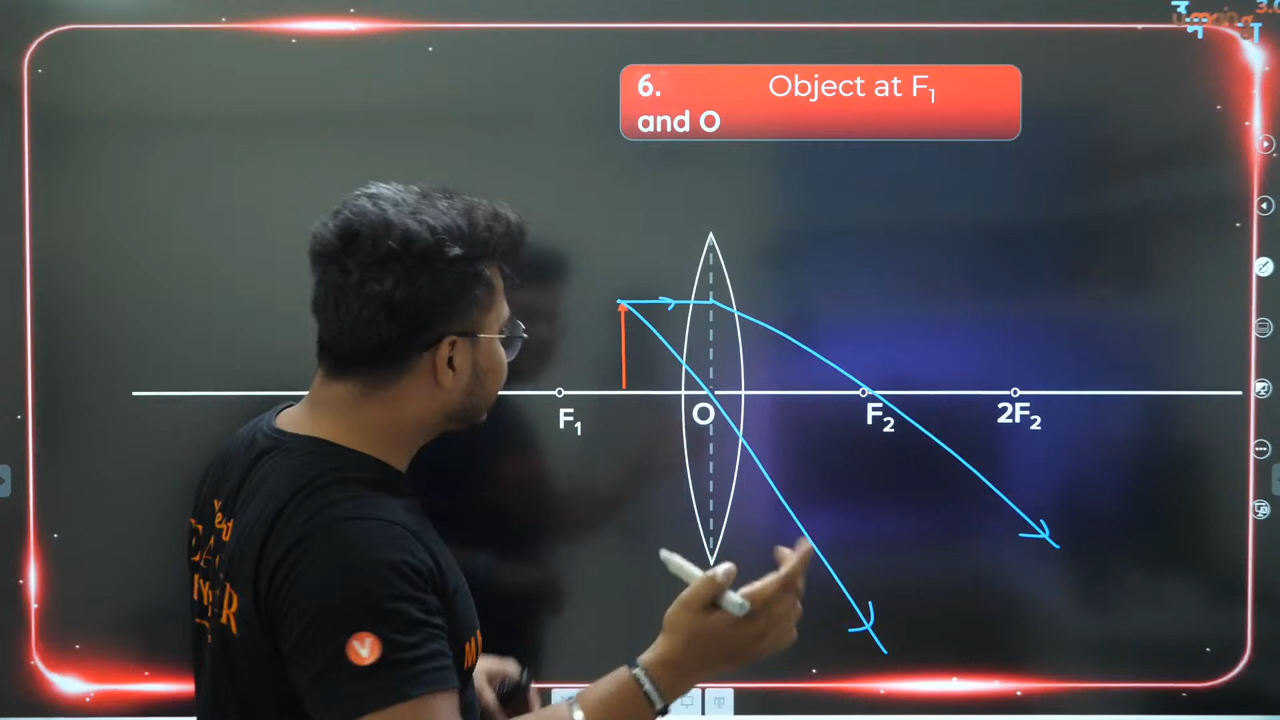 6. Object at F₁
and O
F₁
O
F₂
2F₂
V